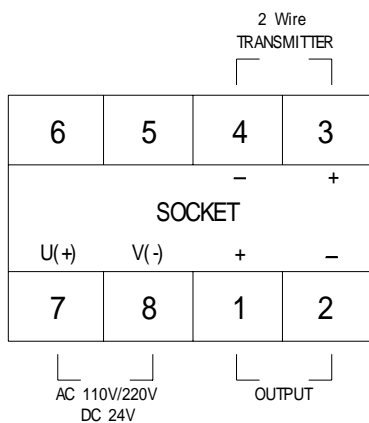 2 Wire
TRANSMITTER
6 5 4 3
– +
SOCKET
U(+) V(-) + –
7 8 1 2
AC 110V/220V OUTPUT
DC 24V